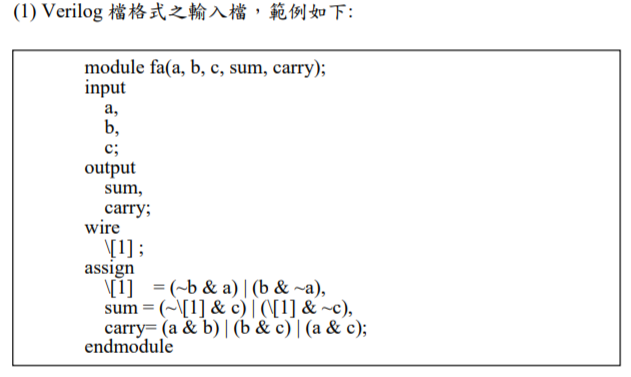 (1) Verilog 檔格式之輸入檔，範例如下:
module fa(a, b, c, sum, carry);
input
a,
b,
c;
output
sum,
carry;
wire
\[1] ;
assign
\[1] = (~b & a) | (b & ~a),
sum = (~\[1] & c) | (\[1] & ~c),
carry= (a & b) | (b & c) | (a & c);
endmodule